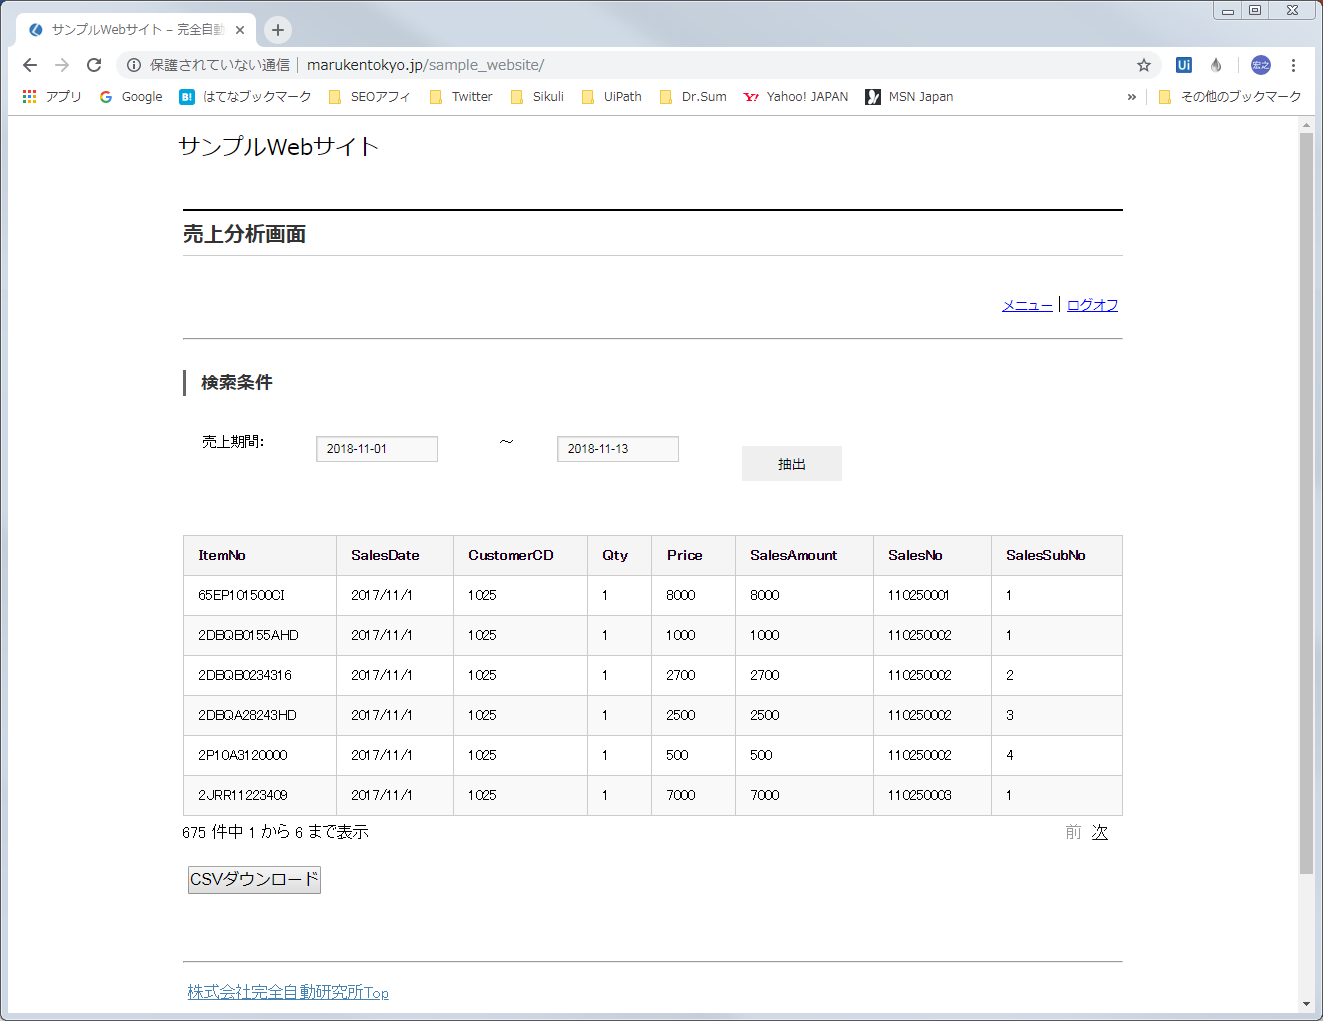 サンプルWebサイト – 完全自動
保護されていない通信 | marukentokyo.jp/sample_website/
アプリ Google はてなブックマーク SEOアフィ Twitter Sikuli UiPath Dr.Sum Yahoo! JAPAN MSN Japan » その他のブックマーク
サンプルWebサイト
売上分析画面
メニュー | ログオフ
検索条件
売上期間: 2018-11-01 ～ 2018-11-13 抽出
ItemNo SalesDate CustomerCD Qty Price SalesAmount SalesNo SalesSubNo
65EP101500CI 2017/11/1 1025 1 8000 8000 110250001 1
2DBQB0155AHD 2017/11/1 1025 1 1000 1000 110250002 1
2DBQB0234316 2017/11/1 1025 1 2700 2700 110250002 2
2DBQA28243HD 2017/11/1 1025 1 2500 2500 110250002 3
2P10A3120000 2017/11/1 1025 1 500 500 110250002 4
2JRR11223409 2017/11/1 1025 1 7000 7000 110250003 1
675 件中 1 から 6 まで表示 前 次
CSVダウンロード
株式会社完全自動研究所Top